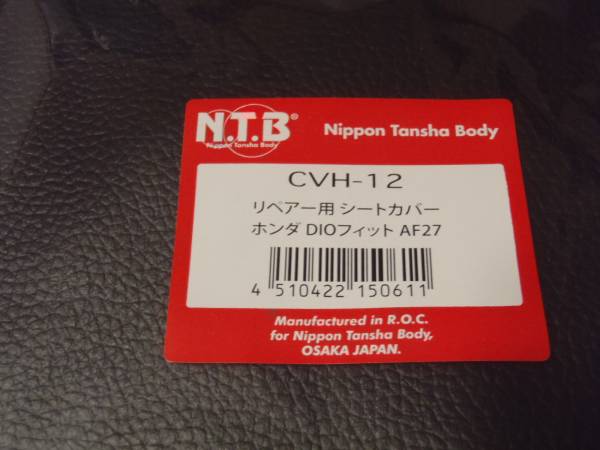 N.T.B®
Nippon Tansha Body
Nippon Tansha Body
CVH-12
リペアー用 シートカバー
ホンダ DIOフィット AF27
4 510422 150611
Manufactured in R.O.C.
for Nippon Tansha Body,
OSAKA JAPAN.